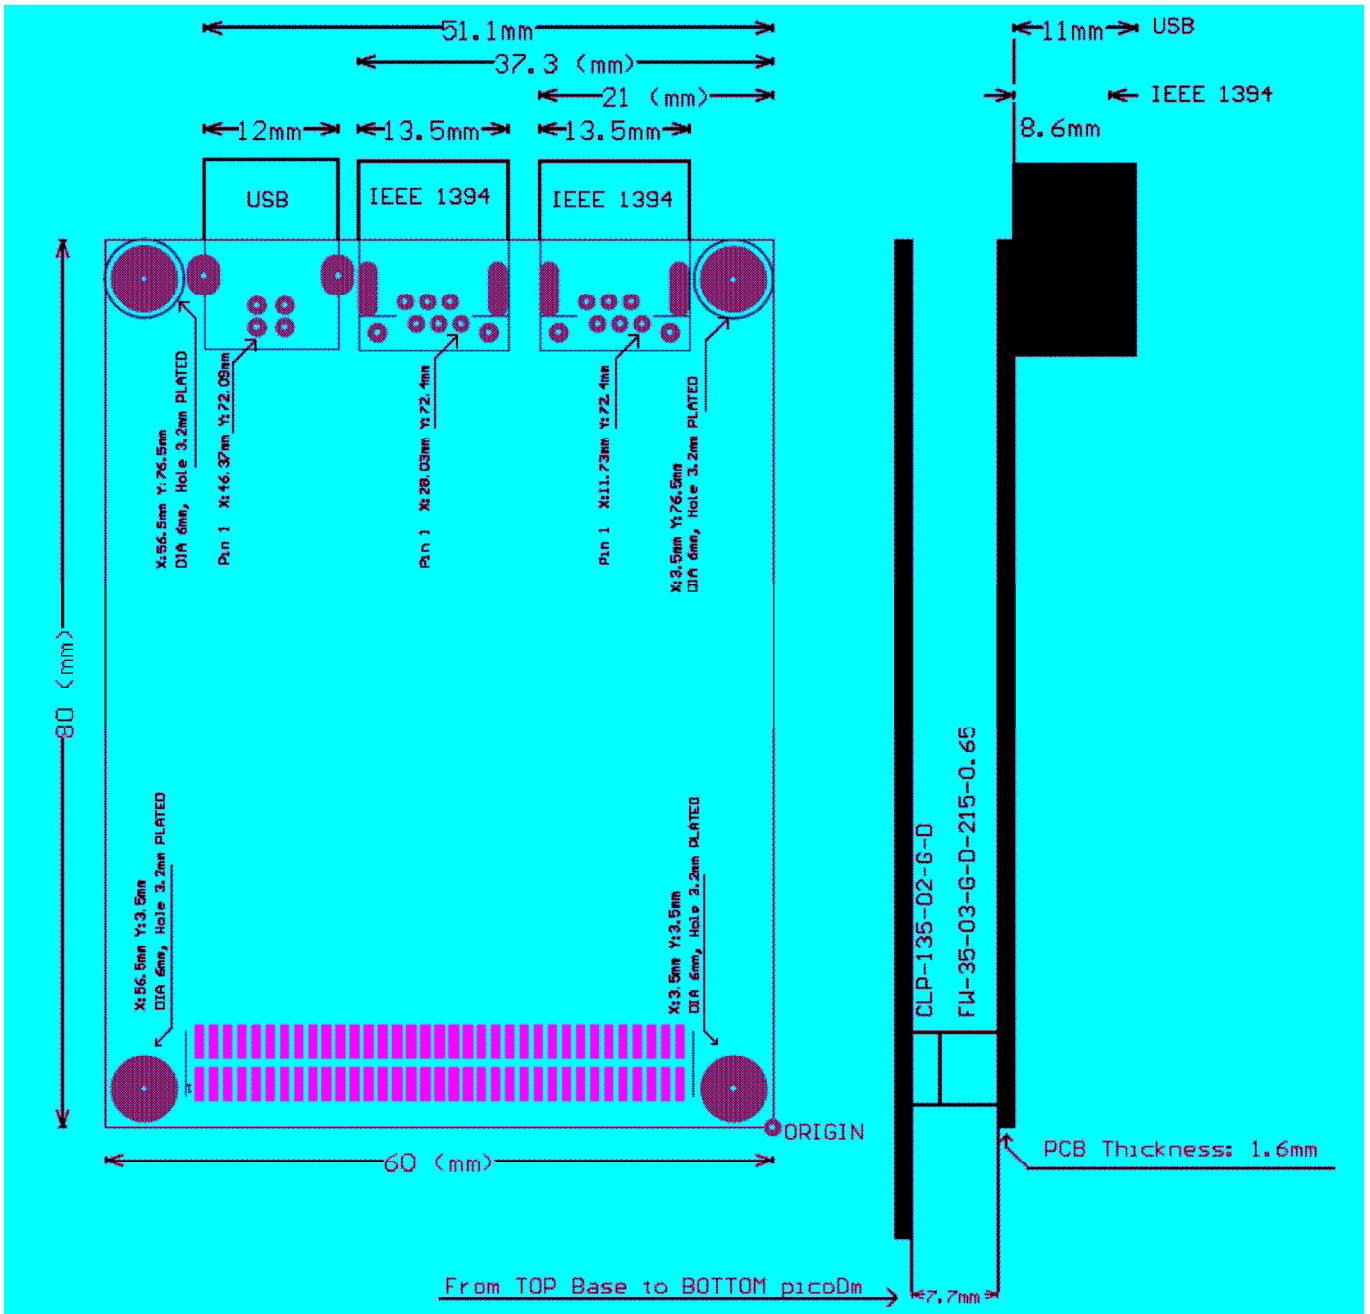 51.1mm
11mm USB
37.3 (mm)
21 (mm)
IEEE 1394
12mm
13.5mm
13.5mm
8.6mm
USB
IEEE 1394
IEEE 1394
X:56.5mm Y:76.5mm
DIA 6mm, Hole 3.2mm PLATED
Pin 1 X:46.37mm Y:72.09mm
Pin 1 X:28.03mm Y:72.4mm
Pin 1 X:11.73mm Y:72.4mm
X:3.5mm Y:76.5mm
DIA 6mm, Hole 3.2mm PLATED
80 (mm)
X:56.5mm Y:3.5mm
DIA 6mm, Hole 3.2mm PLATED
X:3.5mm Y:3.5mm
DIA 6mm, Hole 3.2mm PLATED
CLP-135-02-G-D
FW-35-03-G-D-215-0.65
ORIGIN
60 (mm)
PCB Thickness: 1.6mm
From TOP Base to BOTTOM picoDm
7.7mm